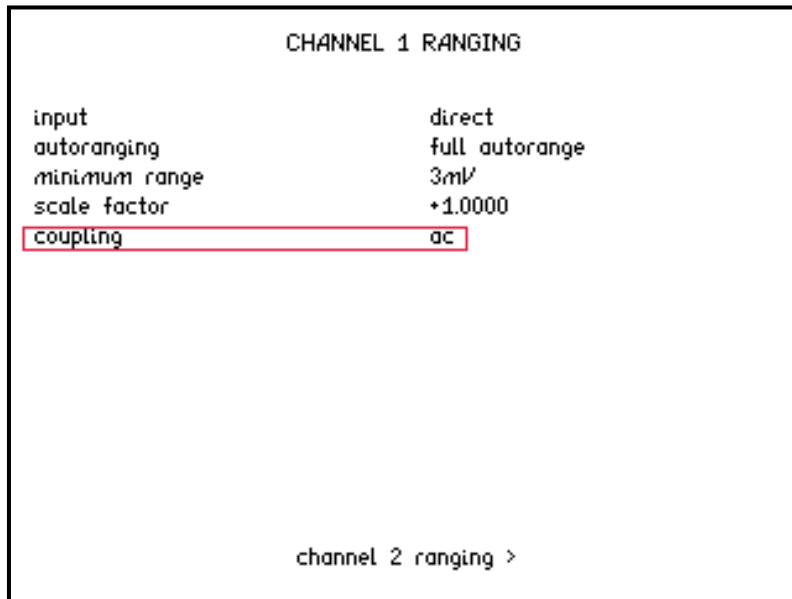 CHANNEL 1 RANGING
input direct
autoranging full autorange
minimum range 3mV
scale factor +1.0000
coupling ac
channel 2 ranging >